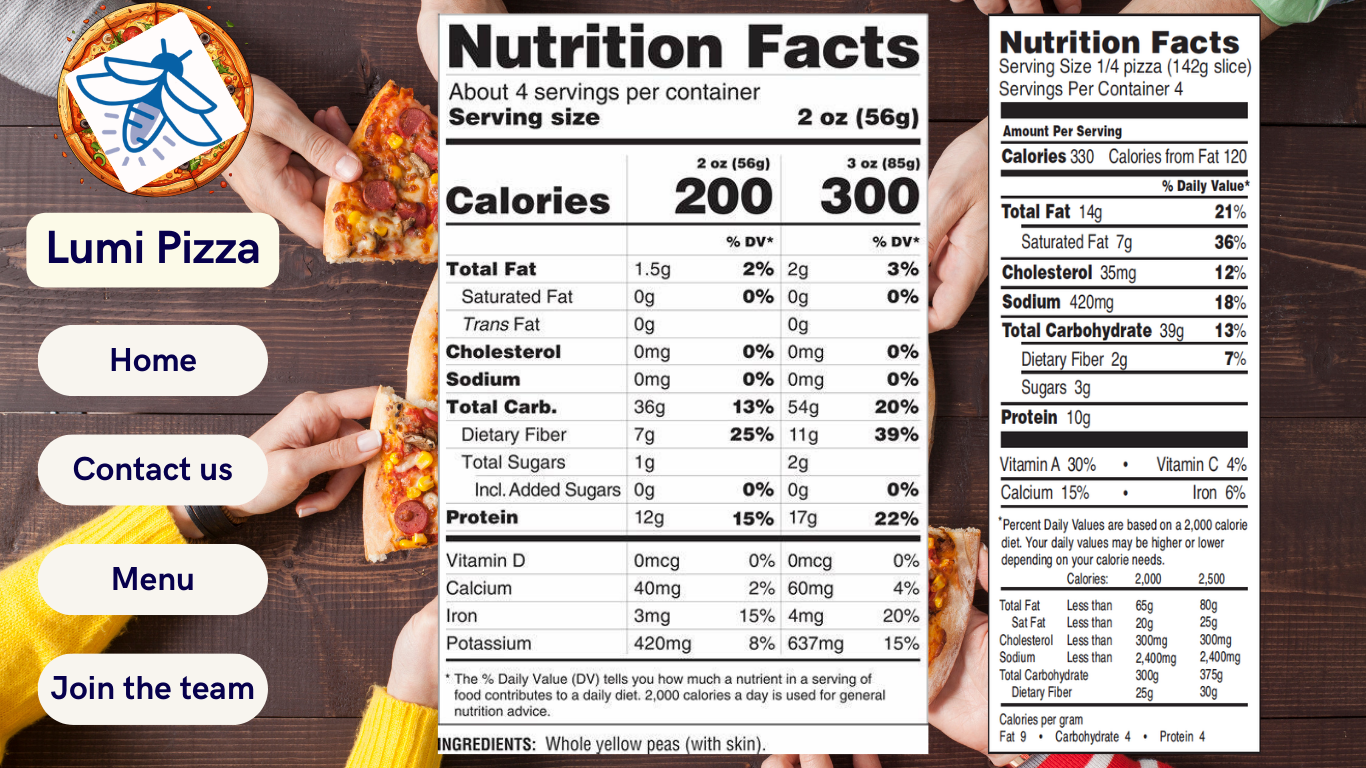 Lumi Pizza
Home
Contact us
Menu
Join the team
Nutrition Facts
About 4 servings per container
Serving size 2 oz (56g)
2 oz (56g) 3 oz (85g)
Calories 200 300
% DV* % DV*
Total Fat 1.5g 2% 2g 3%
Saturated Fat 0g 0% 0g 0%
Trans Fat 0g 0g
Cholesterol 0mg 0% 0mg 0%
Sodium 0mg 0% 0mg 0%
Total Carb. 36g 13% 54g 20%
Dietary Fiber 7g 25% 11g 39%
Total Sugars 1g 2g
Incl. Added Sugars 0g 0% 0g 0%
Protein 12g 15% 17g 22%
Vitamin D 0mcg 0% 0mcg 0%
Calcium 40mg 2% 60mg 4%
Iron 3mg 15% 4mg 20%
Potassium 420mg 8% 637mg 15%
* The % Daily Value (DV) tells you how much a nutrient in a serving of
food contributes to a daily diet. 2,000 calories a day is used for general
nutrition advice.
INGREDIENTS: Whole yellow peas (with skin).
Nutrition Facts
Serving Size 1/4 pizza (142g slice)
Servings Per Container 4
Amount Per Serving
Calories 330 Calories from Fat 120
% Daily Value*
Total Fat 14g 21%
Saturated Fat 7g 36%
Cholesterol 35mg 12%
Sodium 420mg 18%
Total Carbohydrate 39g 13%
Dietary Fiber 2g 7%
Sugars 3g
Protein 10g
Vitamin A 30% • Vitamin C 4%
Calcium 15% • Iron 6%
*Percent Daily Values are based on a 2,000 calorie
diet. Your daily values may be higher or lower
depending on your calorie needs.
Calories: 2,000 2,500
Total Fat Less than 65g 80g
Sat Fat Less than 20g 25g
Cholesterol Less than 300mg 300mg
Sodium Less than 2,400mg 2,400mg
Total Carbohydrate 300g 375g
Dietary Fiber 25g 30g
Calories per gram
Fat 9 • Carbohydrate 4 • Protein 4